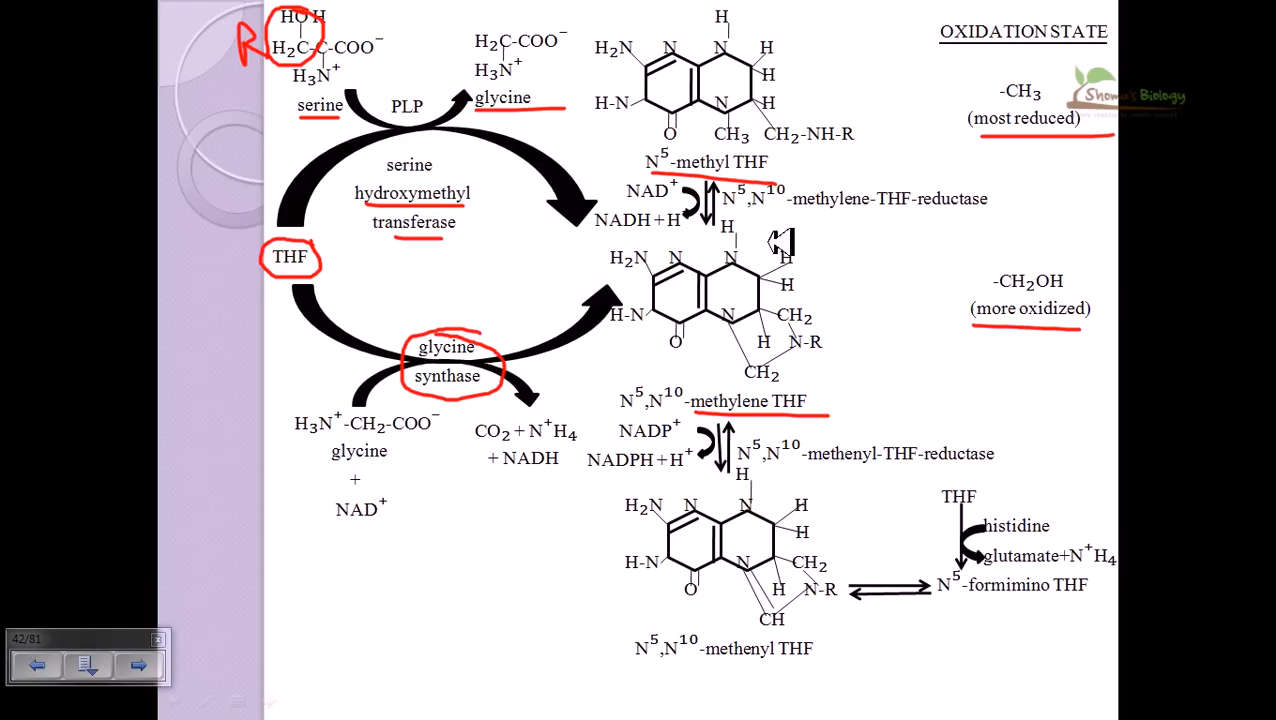 R
HOH
H₂C-C-COO⁻
H₃N⁺
serine
PLP
H₂C-COO⁻
H₃N⁺
glycine
serine
hydroxymethyl
transferase
THF
glycine
synthase
H₃N⁺-CH₂-COO⁻
glycine
+
NAD⁺
CO₂ + N⁺H₄
+ NADH
H
H₂N N N H
H
H-N N H
O CH₃ CH₂-NH-R
N⁵-methyl THF
NAD⁺
NADH + H
N⁵,N¹⁰-methylene-THF-reductase
H
H₂N N N H
H
H-N N CH₂
O H N-R
CH₂
N⁵,N¹⁰-methylene THF
NADP⁺
NADPH + H⁺
N⁵,N¹⁰-methenyl-THF-reductase
H
H₂N N N H
H
H-N N CH₂
O H N-R
CH
N⁵,N¹⁰-methenyl THF
OXIDATION STATE
-CH₃
(most reduced)
Shomu's Biology
-CH₂OH
(more oxidized)
THF
histidine
glutamate+N⁺H₄
N⁵-formimino THF
42/81
x